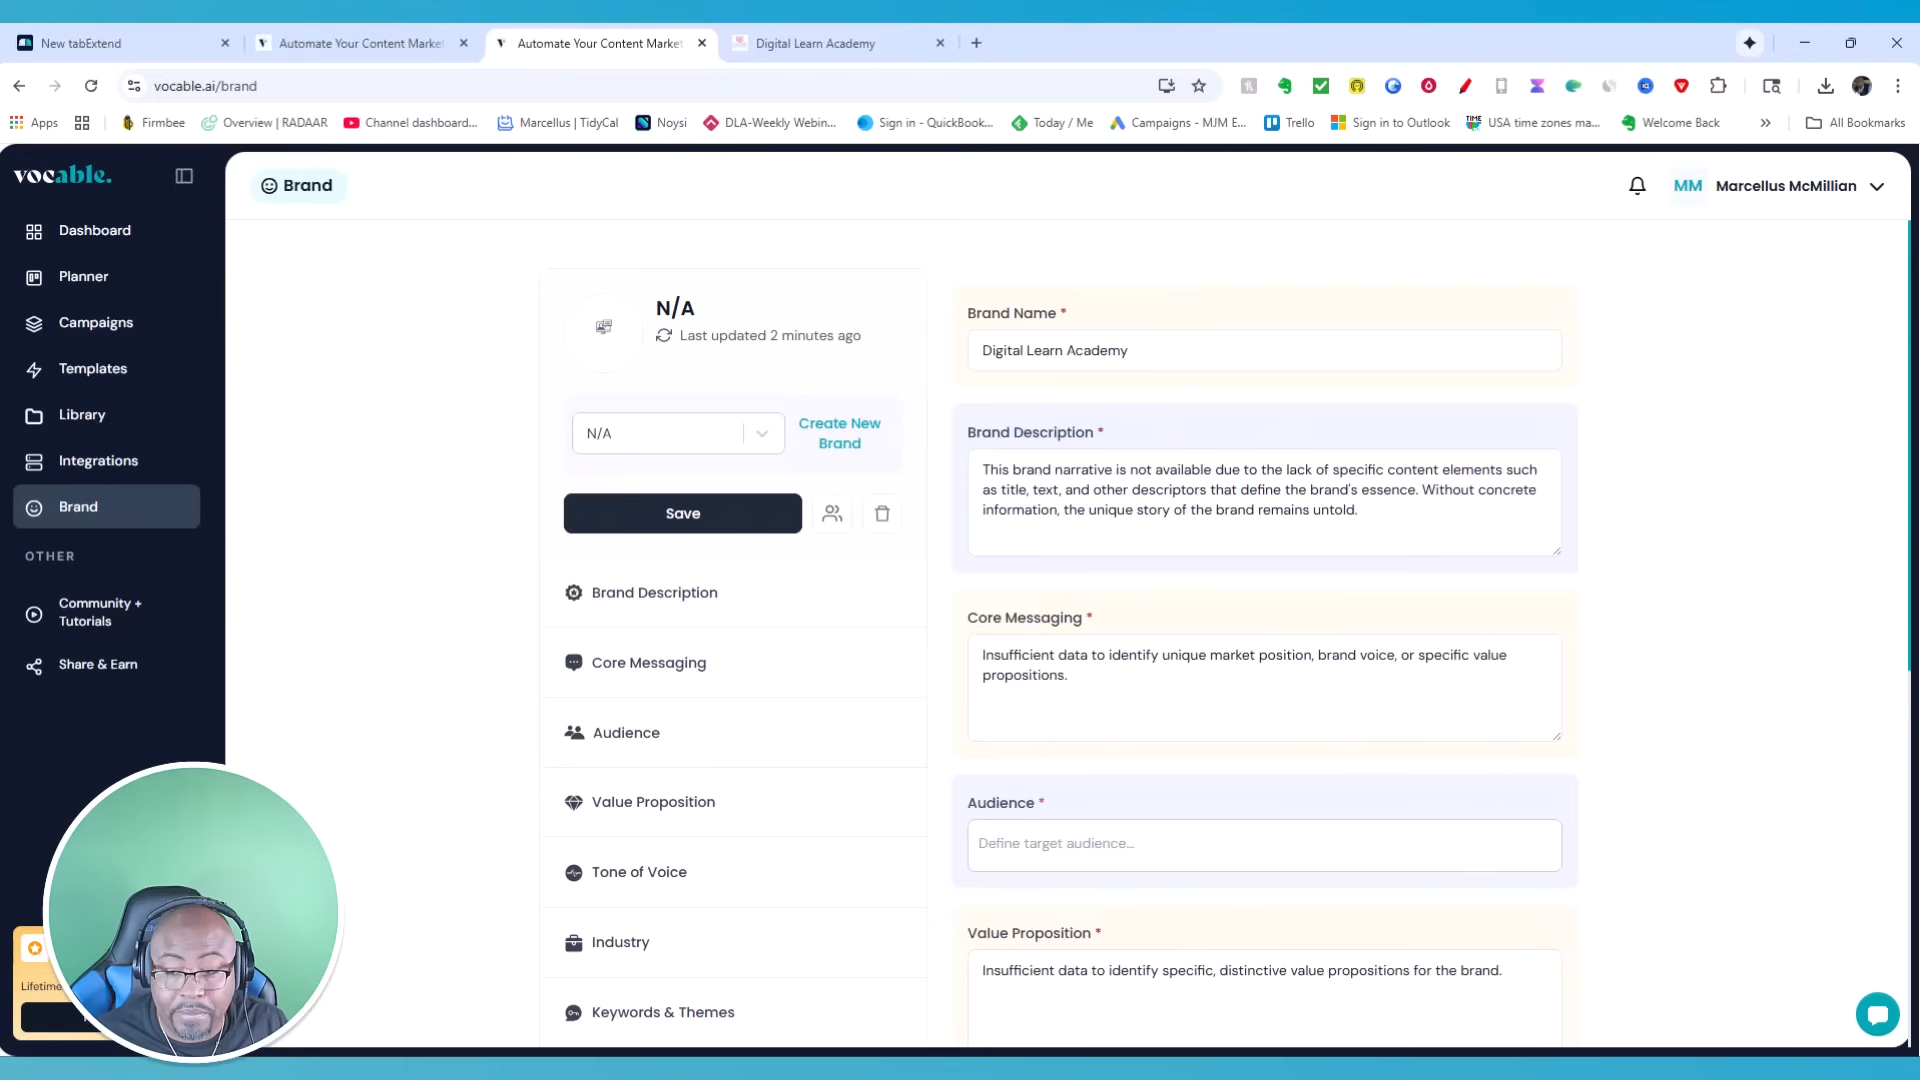 New tabExtend
Automate Your Content Marke
Automate Your Content Market
Digital Learn Academy
vocable.ai/brand
Apps
Firmbee
Overview | RADAAR
Channel dashboard...
Marcellus | TidyCal
Noysi
DLA-Weekly Webin...
Sign in - QuickBook...
Today / Me
Campaigns - MJM E...
Trello
Sign in to Outlook
USA time zones ma...
Welcome Back
All Bookmarks
vocable.
Brand
MM
Marcellus McMillian
Dashboard
Planner
Campaigns
Templates
Library
Integrations
Brand
OTHER
Community +
Tutorials
Share & Earn
Lifetime
N/A
Last updated 2 minutes ago
N/A
Create New
Brand
Save
Brand Description
Core Messaging
Audience
Value Proposition
Tone of Voice
Industry
Keywords & Themes
Brand Name *
Digital Learn Academy
Brand Description *
This brand narrative is not available due to the lack of specific content elements such
as title, text, and other descriptors that define the brand's essence. Without concrete
information, the unique story of the brand remains untold.
Core Messaging *
Insufficient data to identify unique market position, brand voice, or specific value
propositions.
Audience *
Define target audience...
Value Proposition *
Insufficient data to identify specific, distinctive value propositions for the brand.